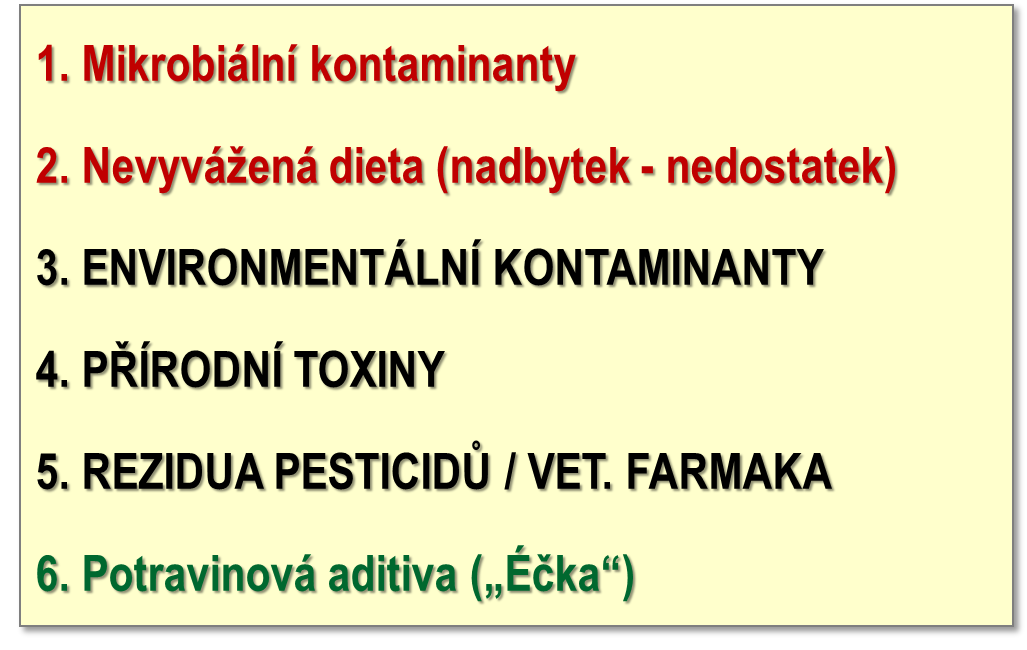 1. Mikrobiální kontaminanty
2. Nevyvážená dieta (nadbytek - nedostatek)
3. ENVIRONMENTÁLNÍ KONTAMINANTY
4. PŘÍRODNÍ TOXINY
5. REZIDUA PESTICIDŮ / VET. FARMAKA
6. Potravinová aditiva („Éčka“)